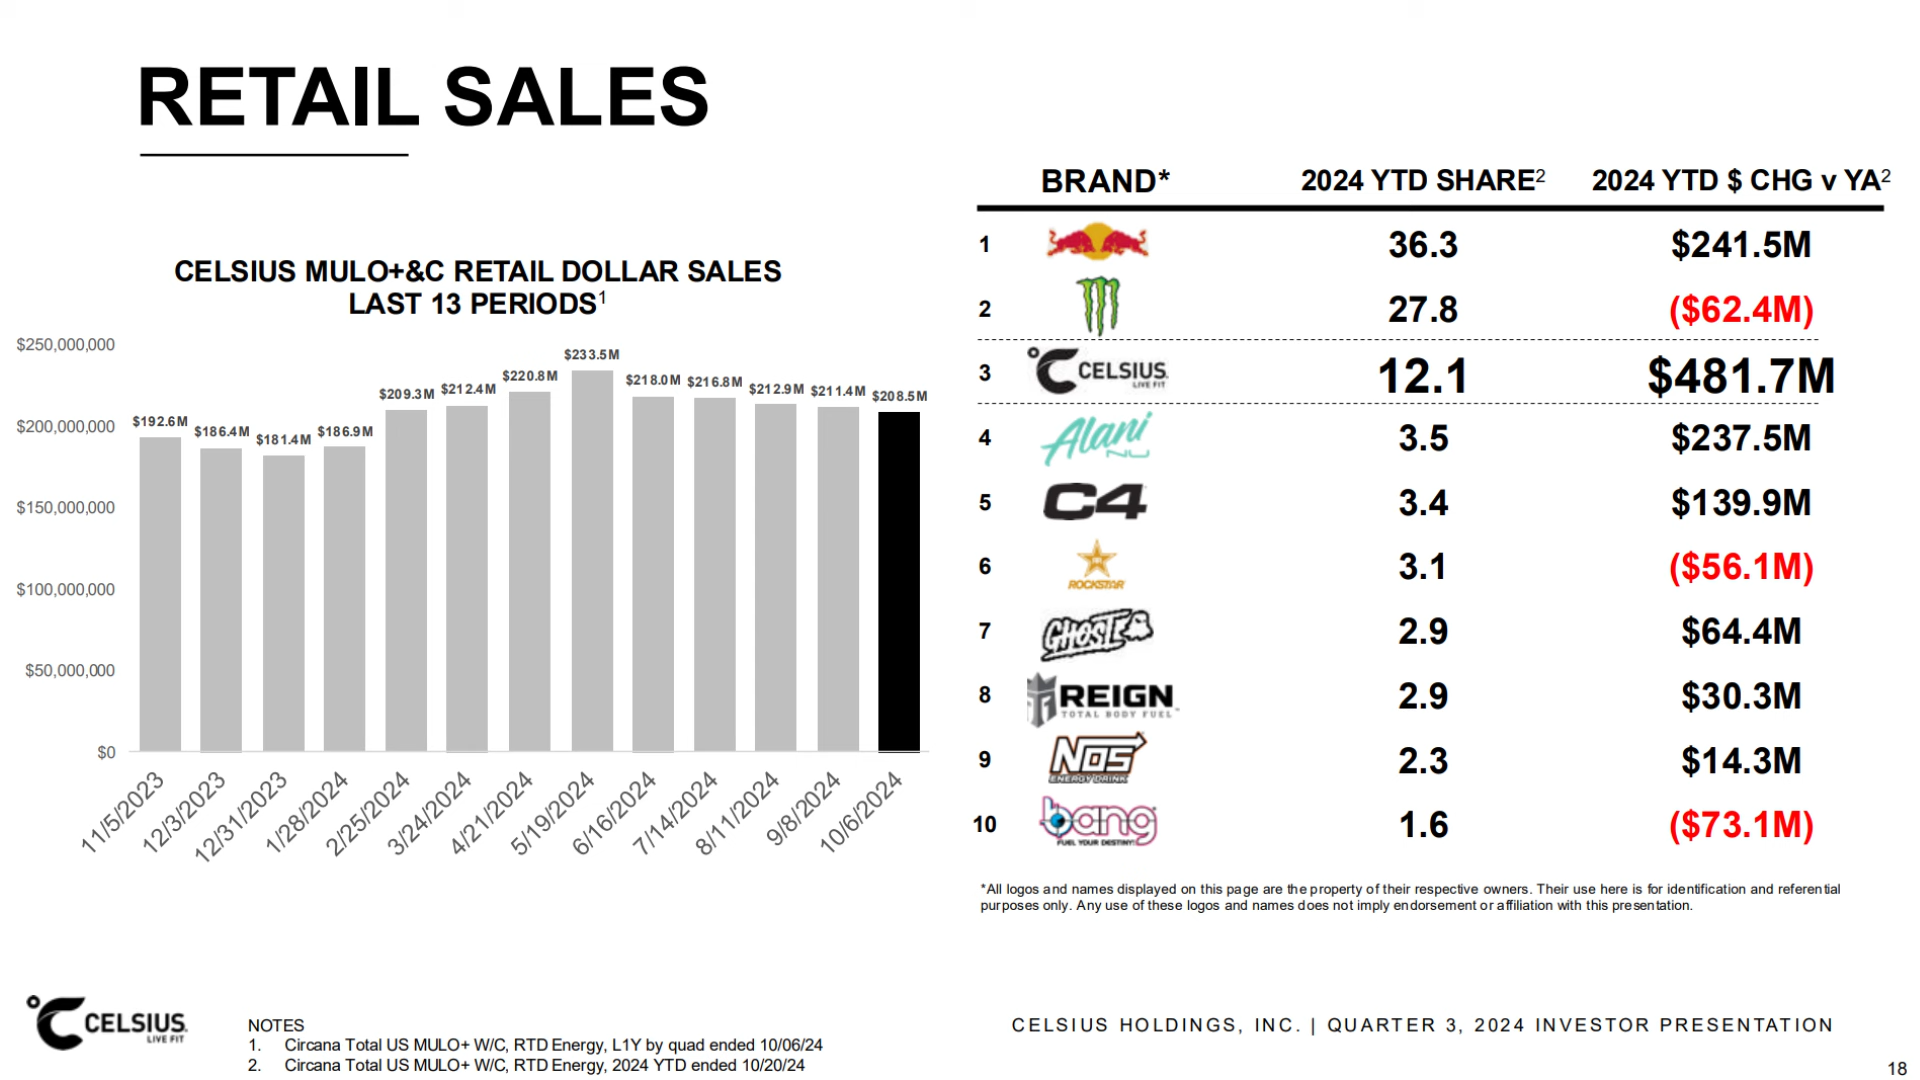 RETAIL SALES
CELSIUS MULO+&C RETAIL DOLLAR SALES
LAST 13 PERIODS1
$250,000,000
$200,000,000
$150,000,000
$100,000,000
$50,000,000
$0
$192.6M
$186.4M
$181.4M
$186.9M
$209.3M
$212.4M
$220.8M
$233.5M
$218.0M
$216.8M
$212.9M
$211.4M
$208.5M
11/5/2023
12/3/2023
12/31/2023
1/28/2024
2/25/2024
3/24/2024
4/21/2024
5/19/2024
6/16/2024
7/14/2024
8/11/2024
9/8/2024
10/6/2024
BRAND* 2024 YTD SHARE2 2024 YTD $ CHG v YA2
1 36.3 $241.5M
2 27.8 ($62.4M)
3 CELSIUS LIVE FIT 12.1 $481.7M
4 Alani NU 3.5 $237.5M
5 C4 3.4 $139.9M
6 ROCKSTAR 3.1 ($56.1M)
7 GHOST 2.9 $64.4M
8 REIGN TOTAL BODY FUEL 2.9 $30.3M
9 NOS ENERGY DRINK 2.3 $14.3M
10 bang FUEL YOUR DESTINY! 1.6 ($73.1M)
*All logos and names displayed on this page are the property of their respective owners. Their use here is for identification and referential
purposes only. Any use of these logos and names does not imply endorsement or affiliation with this presentation.
CELSIUS
LIVE FIT
NOTES
1. Circana Total US MULO+ W/C, RTD Energy, L1Y by quad ended 10/06/24
2. Circana Total US MULO+ W/C, RTD Energy, 2024 YTD ended 10/20/24
CELSIUS HOLDINGS, INC. | QUARTER 3, 2024 INVESTOR PRESENTATION
18